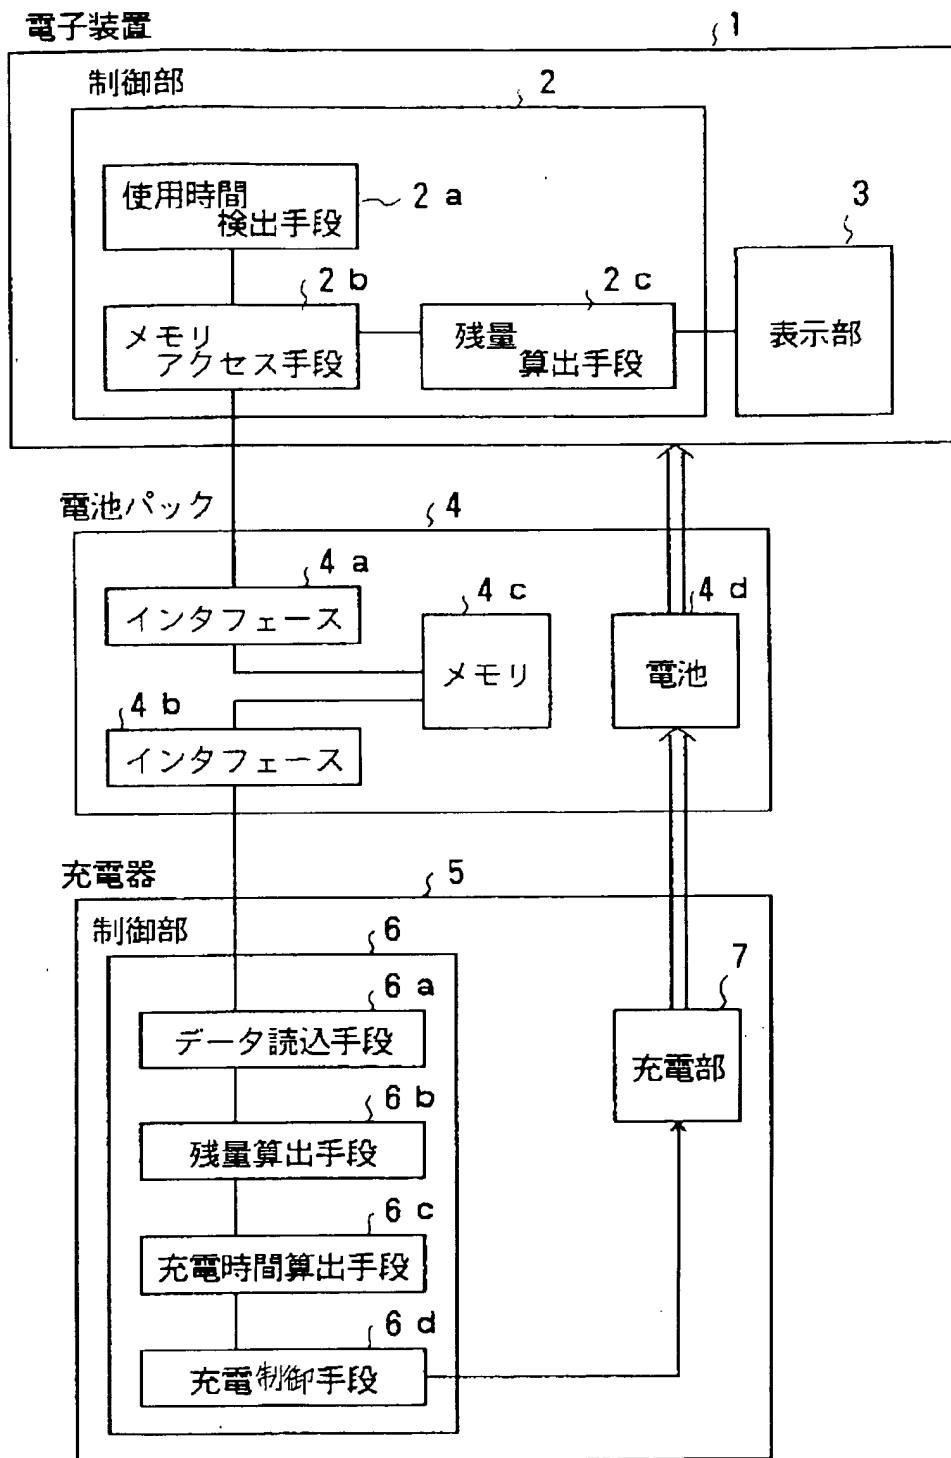 電子装置
1
制御部
2
使用時間
検出手段
2a
3
2b
2c
メモリ
アクセス手段
残量
算出手段
表示部
電池パック
4
4a
4c
4d
インタフェース
メモリ
電池
4b
インタフェース
充電器
5
制御部
6
7
6a
データ読込手段
充電部
6b
残量算出手段
6c
充電時間算出手段
6d
充電制御手段